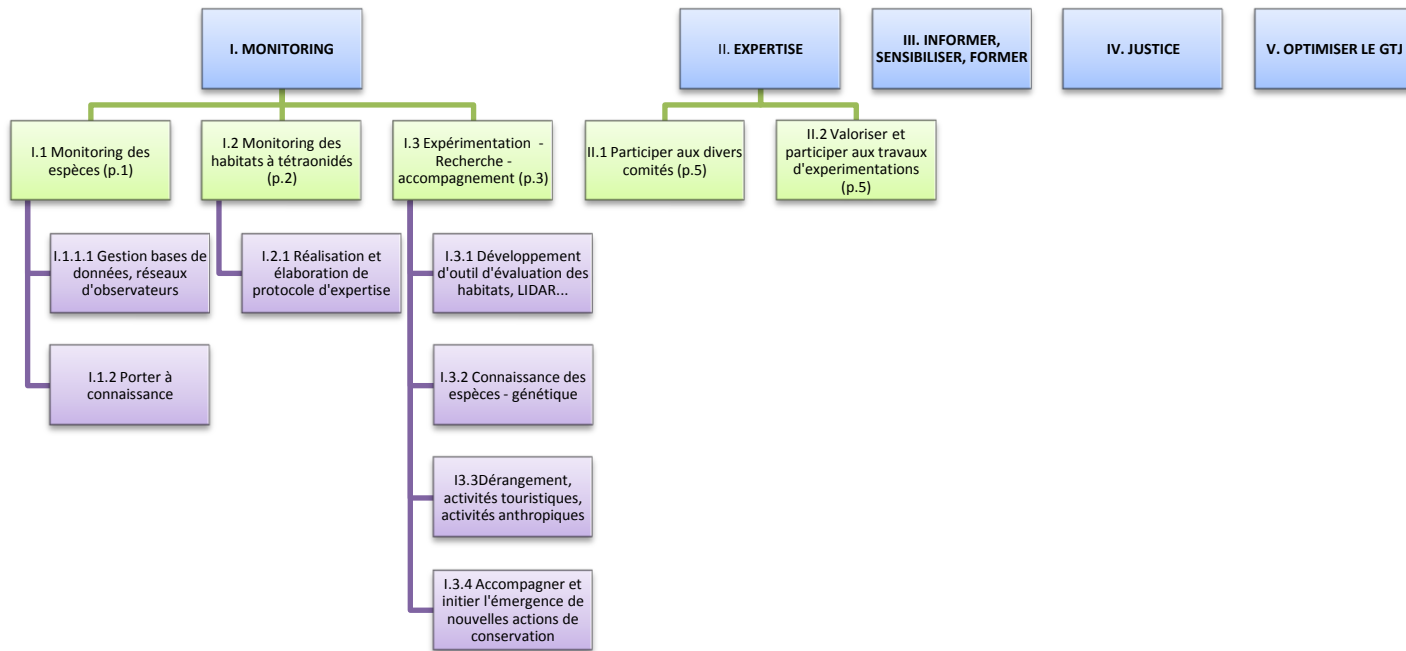 I. MONITORING
II. EXPERTISE
III. INFORMER,
SENSIBILISER, FORMER
IV. JUSTICE
V. OPTIMISER LE GTJ
I.1 Monitoring des
espèces (p.1)
I.2 Monitoring des
habitats à tétraonidés
(p.2)
I.3 Expérimentation -
Recherche -
accompagnement (p.3)
II.1 Participer aux divers
comités (p.5)
II.2 Valoriser et
participer aux travaux
d'experimentations
(p.5)
I.1.1.1 Gestion bases de
données, réseaux
d'observateurs
I.2.1 Réalisation et
élaboration de
protocole d'expertise
I.3.1 Développement
d'outil d'évaluation des
habitats, LIDAR...
I.1.2 Porter à
connaissance
I.3.2 Connaissance des
espèces - génétique
I3.3Dérangement,
activités touristiques,
activités anthropiques
I.3.4 Accompagner et
initier l'émergence de
nouvelles actions de
conservation